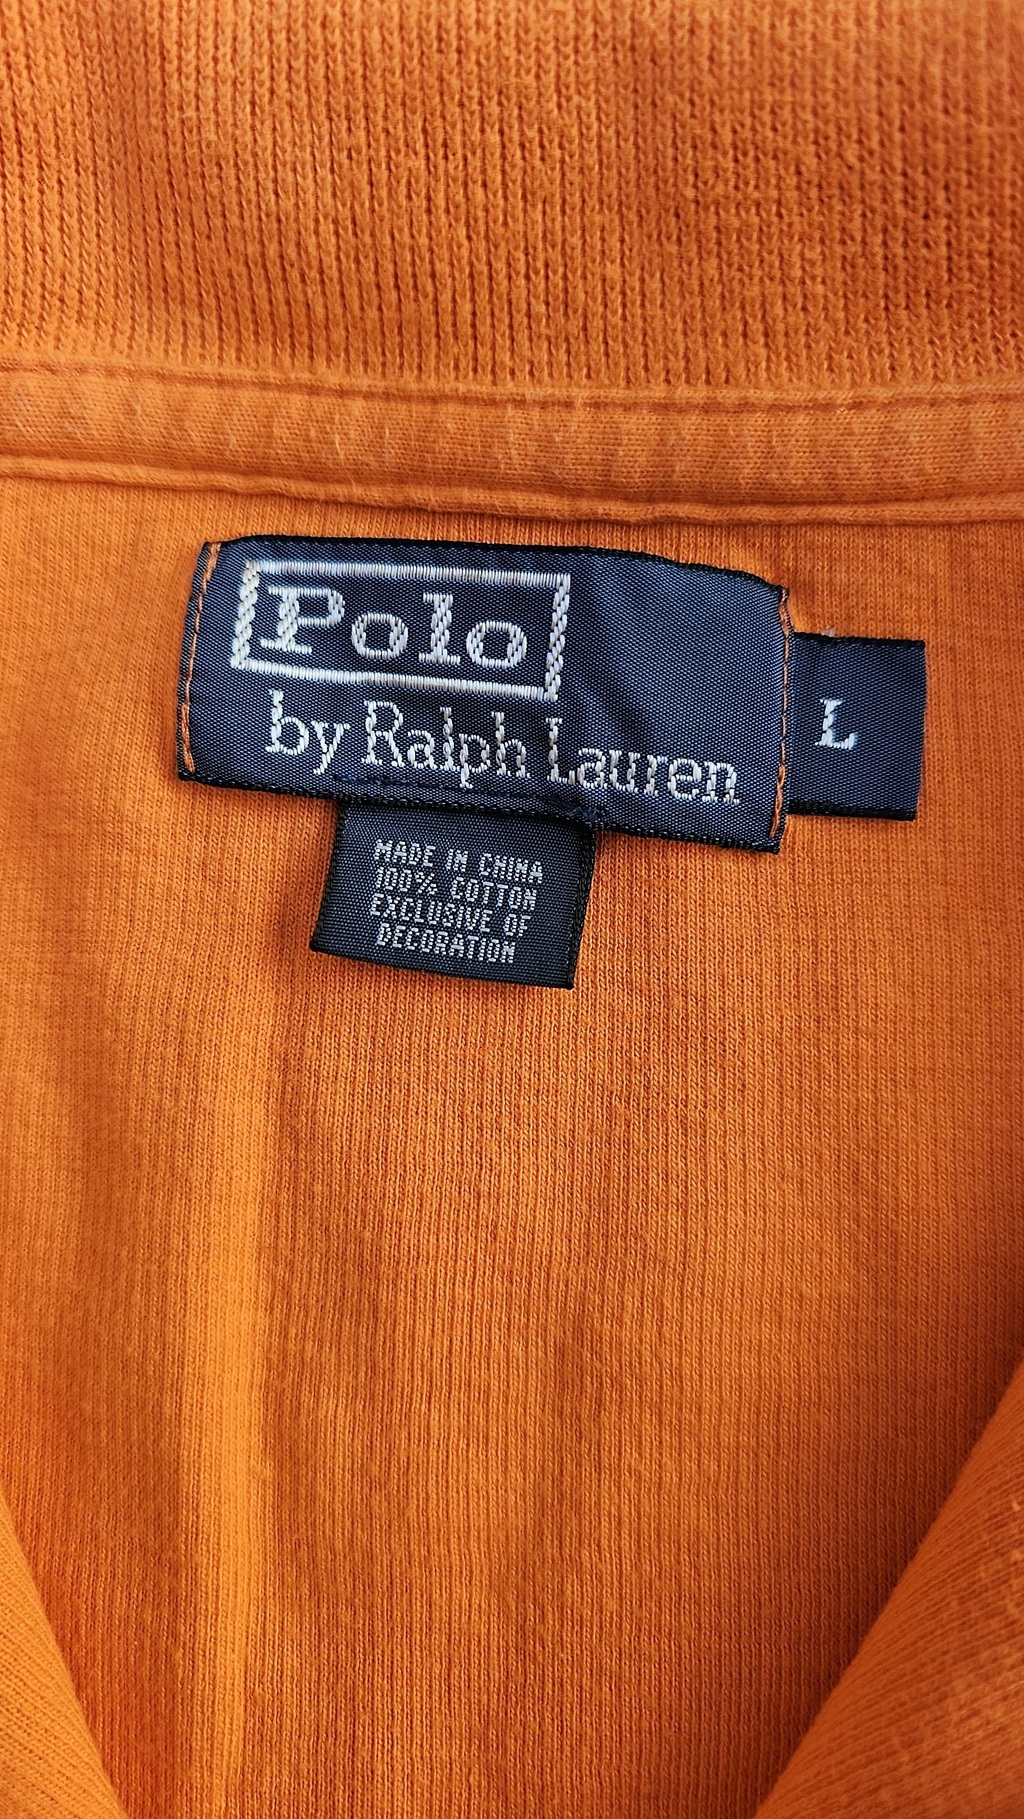 Polo
by Ralph Lauren
L
MADE IN CHINA
100% COTTON
EXCLUSIVE OF
DECORATION